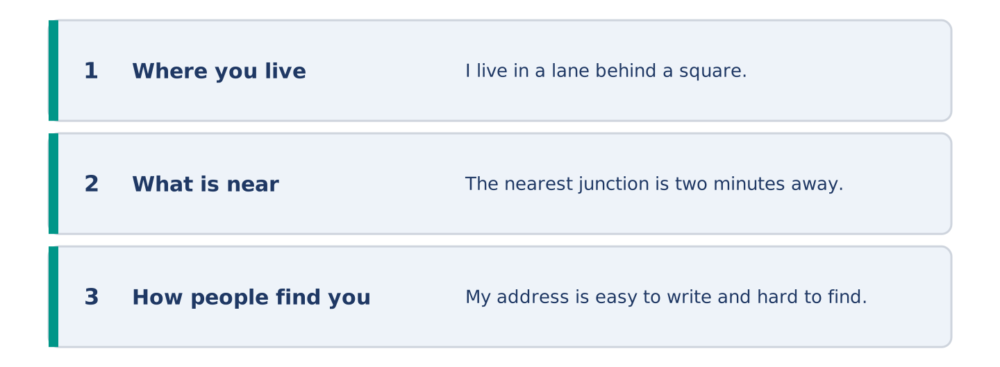 1 Where you live I live in a lane behind a square.
2 What is near The nearest junction is two minutes away.
3 How people find you My address is easy to write and hard to find.